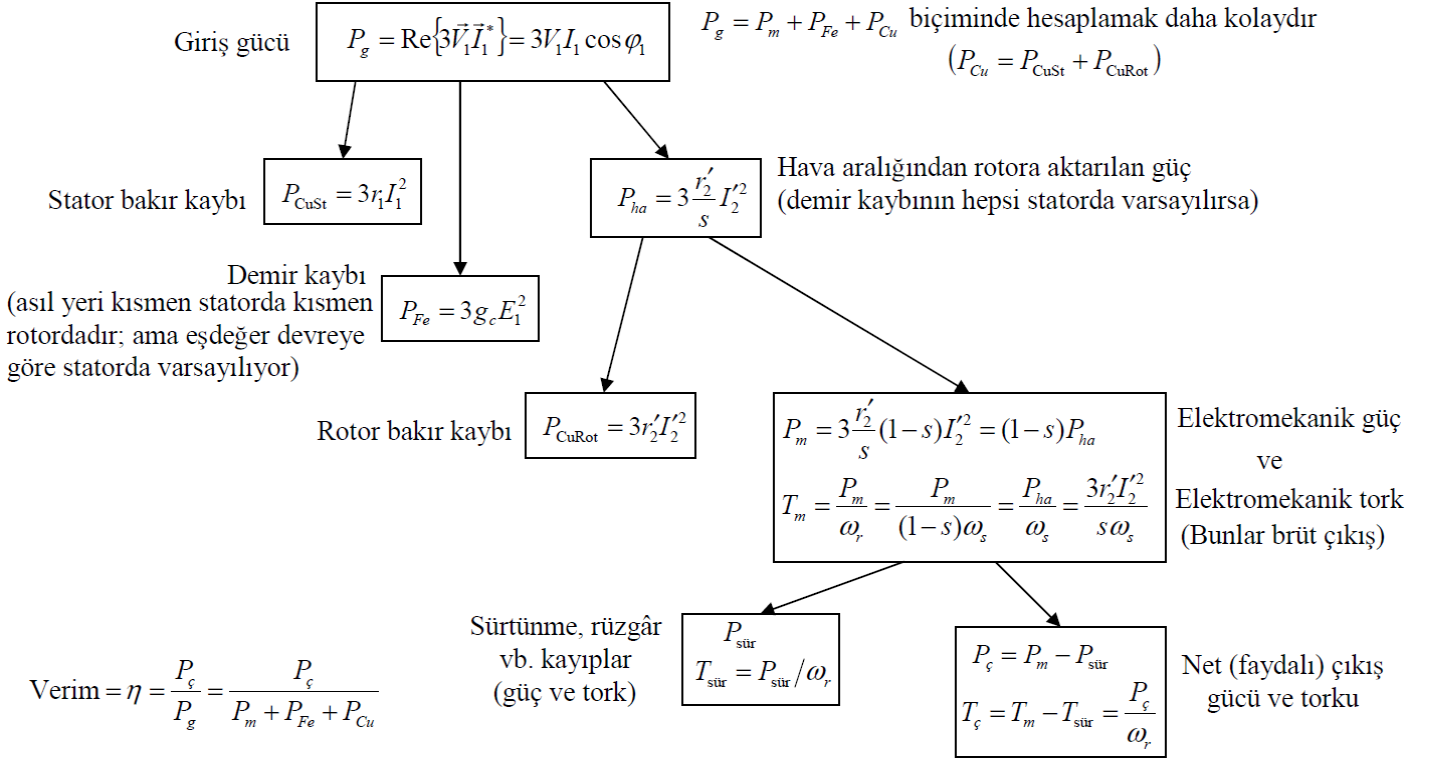 Giriş gücü
P_g = Re{3V⃗₁I⃗₁*} = 3V₁I₁ cos φ₁
P_g = P_m + P_Fe + P_Cu biçiminde hesaplamak daha kolaydır
(P_Cu = P_CuSt + P_CuRot)
Stator bakır kaybı
P_CuSt = 3r₁I₁²
P_ha = 3 (r₂′/s) I₂′²
Hava aralığından rotora aktarılan güç
(demir kaybının hepsi statorda varsayılırsa)
Demir kaybı
(asıl yeri kısmen statorda kısmen
rotordadır; ama eşdeğer devreye
göre statorda varsayılıyor)
P_Fe = 3g_cE₁²
Rotor bakır kaybı
P_CuRot = 3r₂′I₂′²
P_m = 3 (r₂′/s) (1−s)I₂′² = (1−s)P_ha
T_m = P_m/ω_r = P_m/((1−s)ω_s) = P_ha/ω_s = 3r₂′I₂′²/(sω_s)
Elektromekanik güç
ve
Elektromekanik tork
(Bunlar brüt çıkış)
Sürtünme, rüzgâr
vb. kayıplar
(güç ve tork)
P_sür
T_sür = P_sür/ω_r
P_ç = P_m − P_sür
T_ç = T_m − T_sür = P_ç/ω_r
Net (faydalı) çıkış
gücü ve torku
Verim = η = P_ç/P_g = P_ç/(P_m + P_Fe + P_Cu)